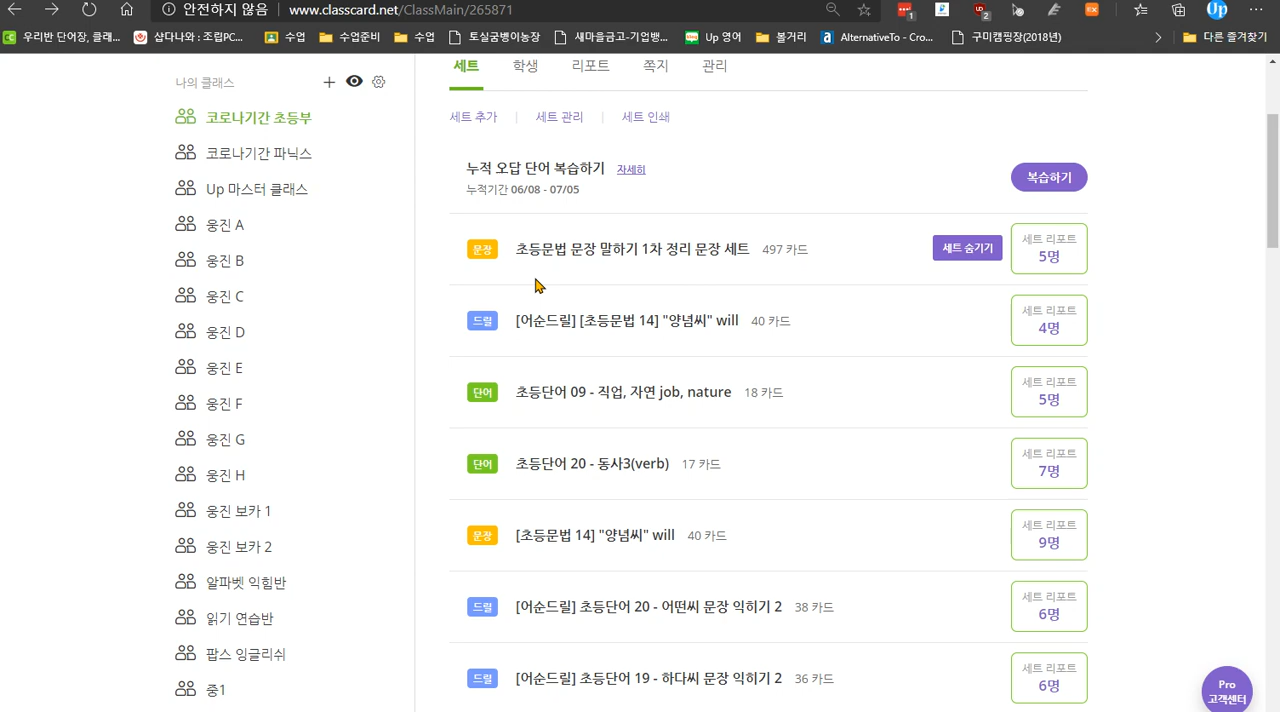 안전하지 않음 www.classcard.net/ClassMain/265871
1
2
EX
Up
우리반 단어장, 클래...
샵다나와 : 조립PC...
수업
수업준비
수업
토실굼벵이농장
새마을금고-기업뱅...
Up 영어
볼거리
AlternativeTo - Cro...
구미캠핑장(2018년)
다른 즐겨찾기
나의 클래스
코로나기간 초등부
코로나기간 파닉스
Up 마스터 클래스
웅진 A
웅진 B
웅진 C
웅진 D
웅진 E
웅진 F
웅진 G
웅진 H
웅진 보카 1
웅진 보카 2
알파벳 익힘반
읽기 연습반
팝스 잉글리쉬
중1
세트 학생 리포트 쪽지 관리
세트 추가 | 세트 관리 | 세트 인쇄
누적 오답 단어 복습하기 자세히
누적기간 06/08 - 07/05
복습하기
문장 초등문법 문장 말하기 1차 정리 문장 세트 497 카드 세트 숨기기
세트 리포트
5명
드릴 [어순드릴] [초등문법 14] "양념씨" will 40 카드
세트 리포트
4명
단어 초등단어 09 - 직업, 자연 job, nature 18 카드
세트 리포트
5명
단어 초등단어 20 - 동사3(verb) 17 카드
세트 리포트
7명
문장 [초등문법 14] "양념씨" will 40 카드
세트 리포트
9명
드릴 [어순드릴] 초등단어 20 - 어떤씨 문장 익히기 2 38 카드
세트 리포트
6명
드릴 [어순드릴] 초등단어 19 - 하다씨 문장 익히기 2 36 카드
세트 리포트
6명
Pro
고객센터